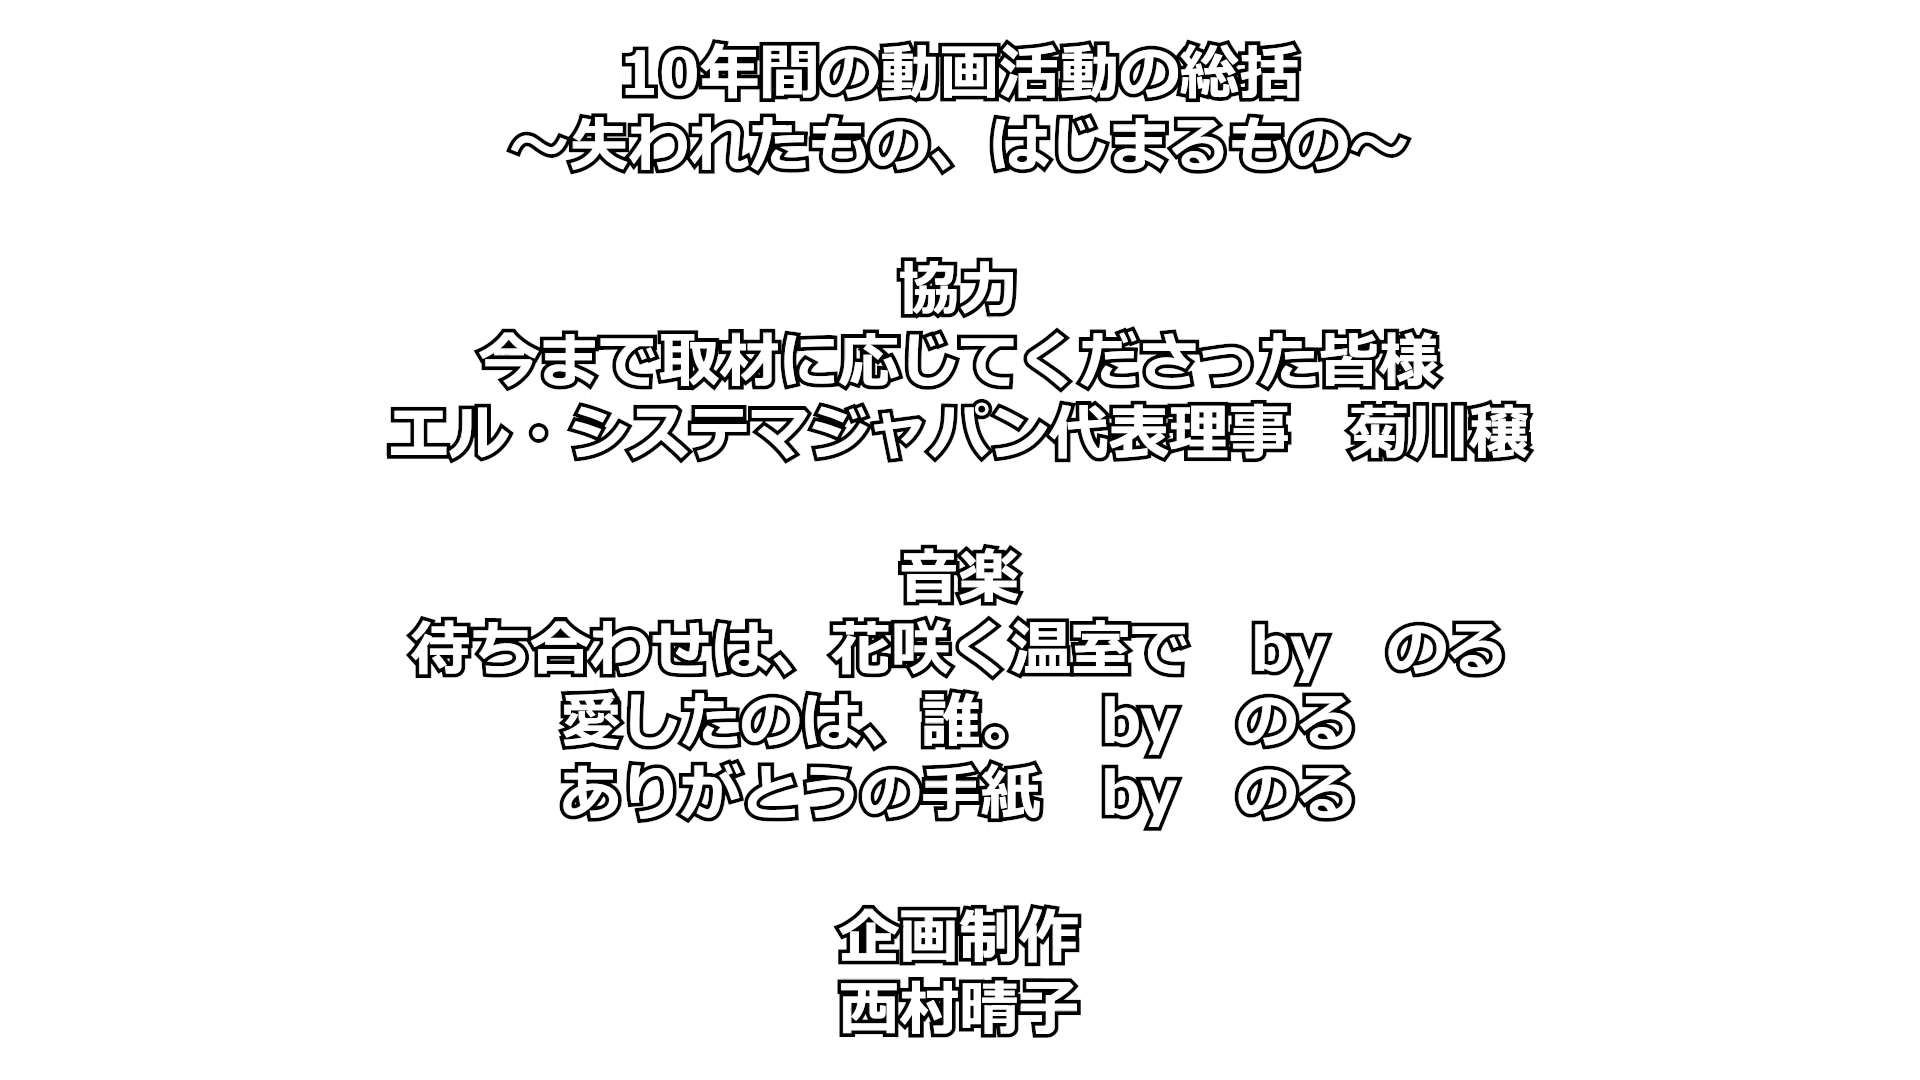 10年間の動画活動の総括
～失われたもの、はじまるもの～
協力
今まで取材に応じてくださった皆様
エル・システマジャパン代表理事　菊川穣
音楽
待ち合わせは、花咲く温室で　by　のる
愛したのは、誰。　by　のる
ありがとうの手紙　by　のる
企画制作
西村晴子